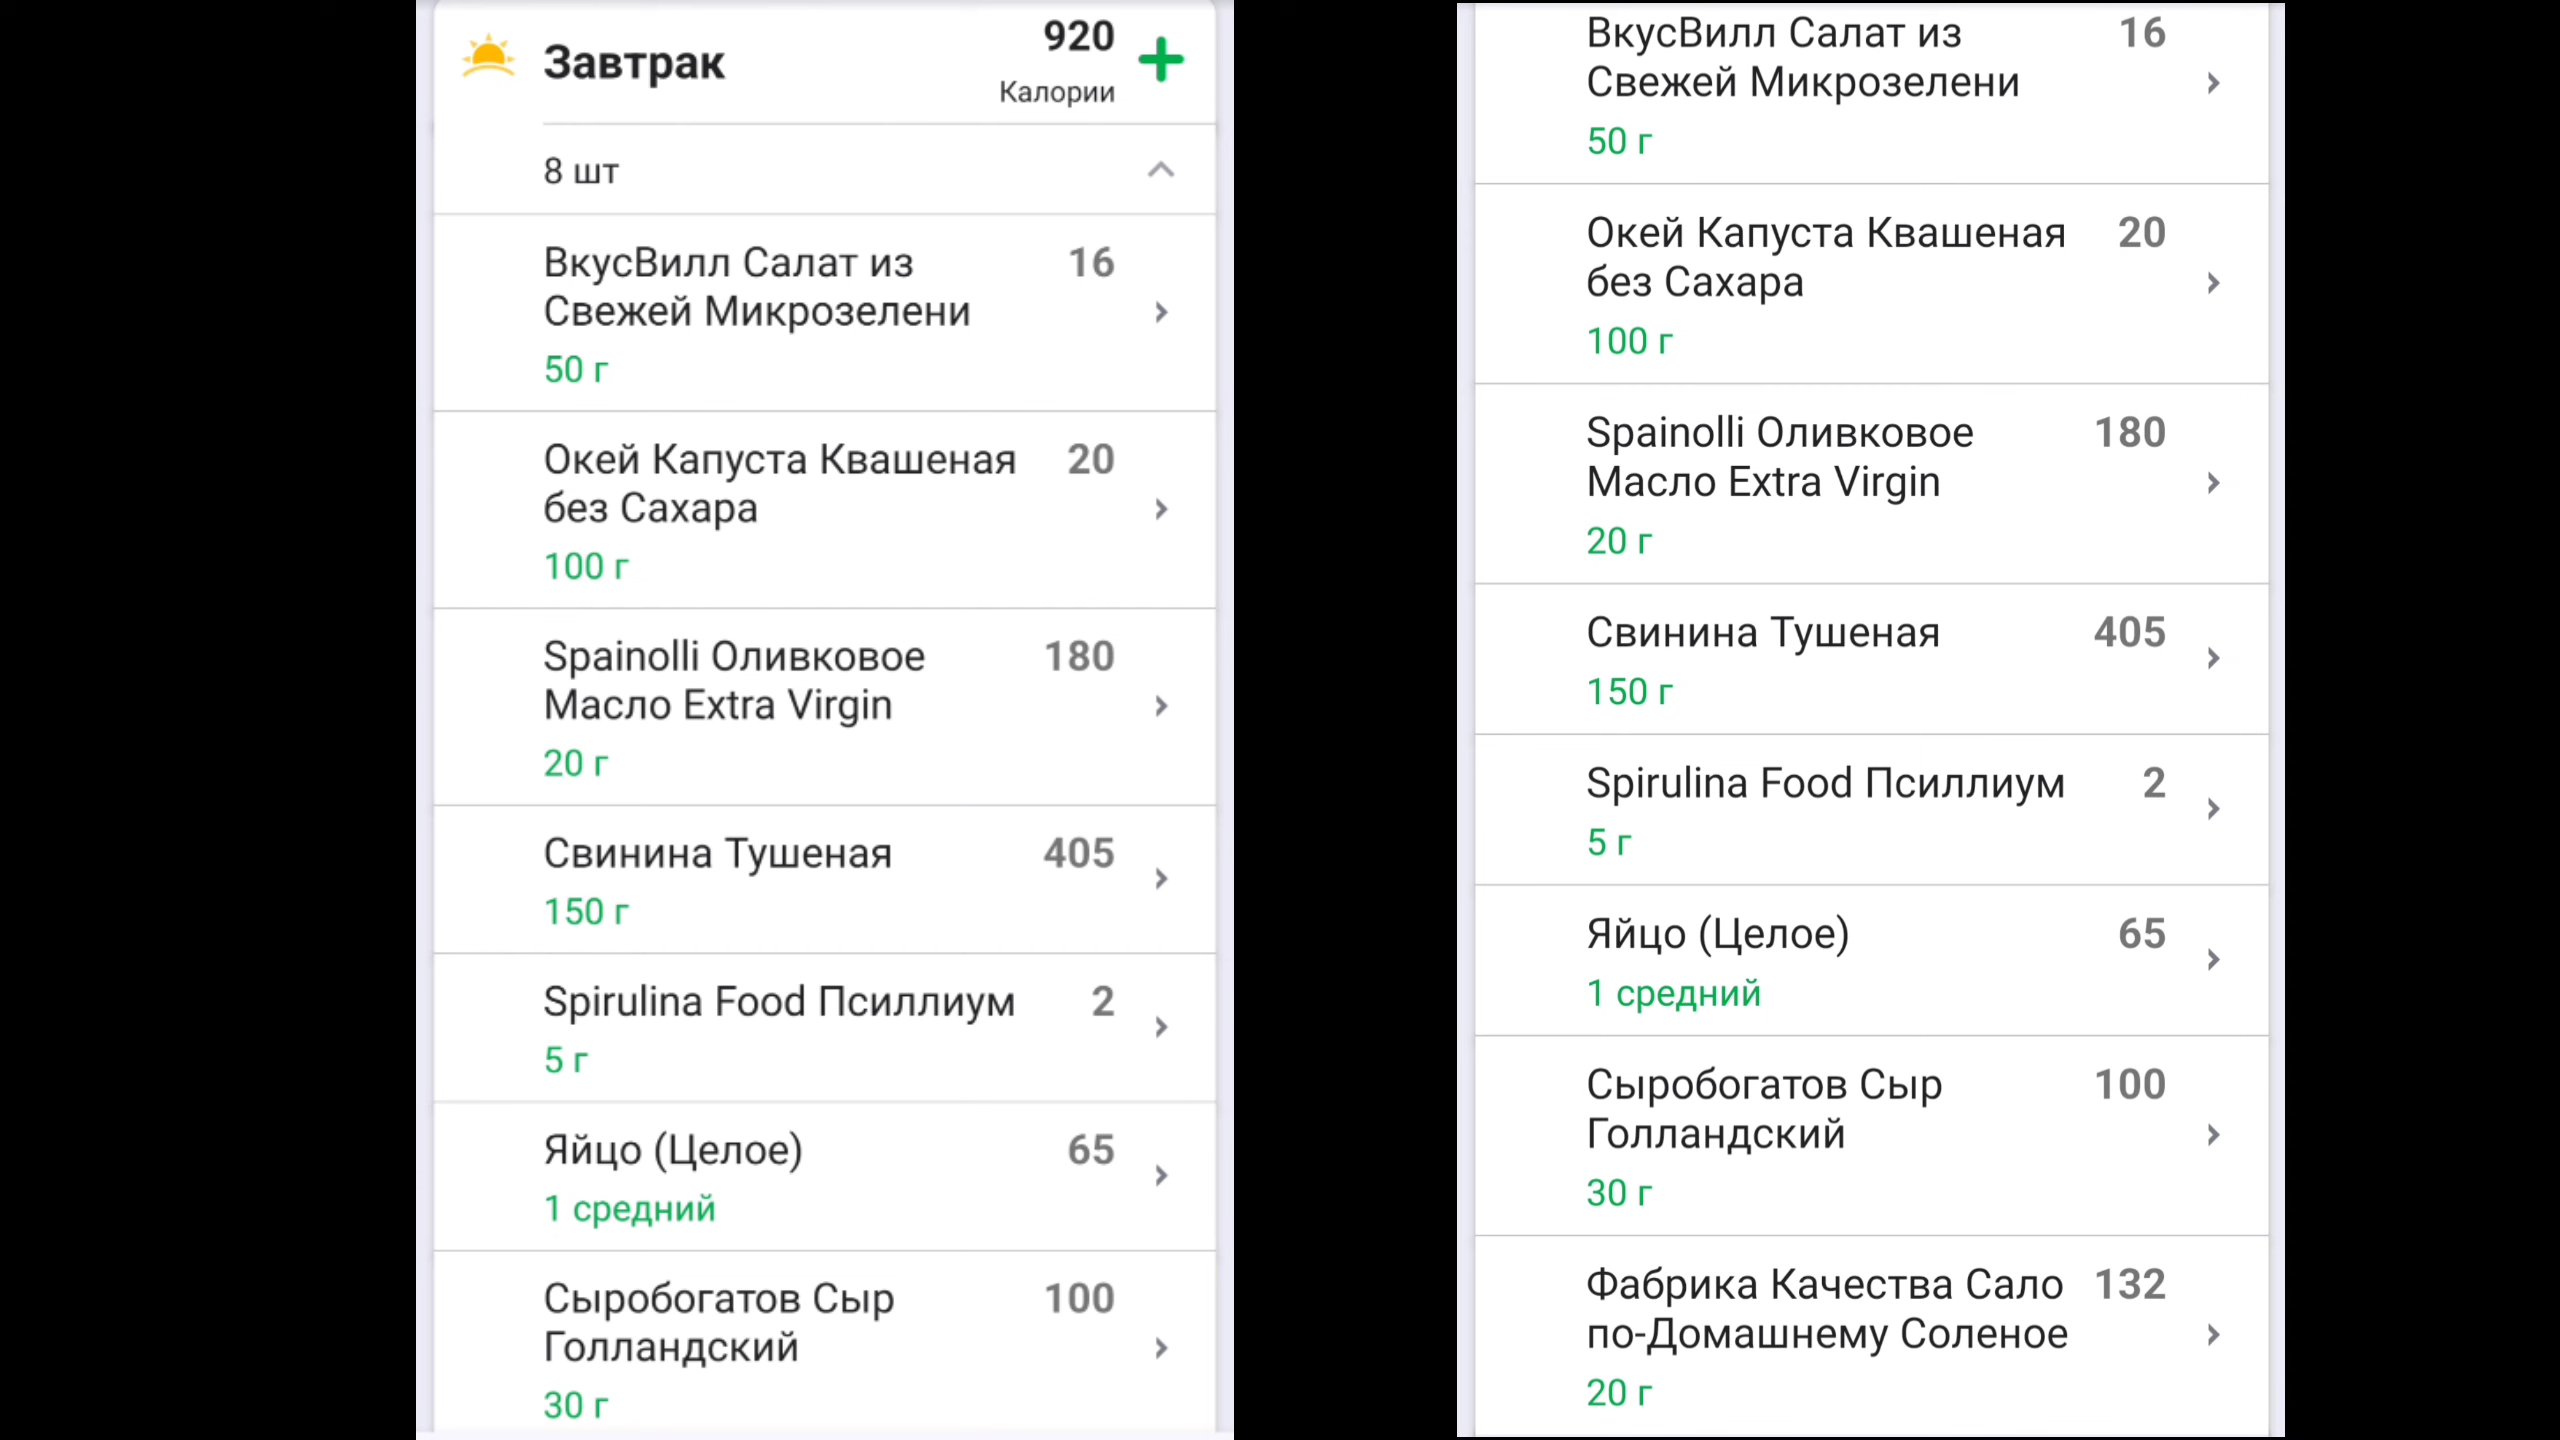 Завтрак
920
Калории
8 шт
ВкусВилл Салат из
Свежей Микрозелени
16
50 г
Окей Капуста Квашеная
без Сахара
20
100 г
Spainolli Оливковое
Масло Extra Virgin
180
20 г
Свинина Тушеная
405
150 г
Spirulina Food Псиллиум
2
5 г
Яйцо (Целое)
65
1 средний
Сыробогатов Сыр
Голландский
100
30 г
ВкусВилл Салат из
Свежей Микрозелени
16
50 г
Окей Капуста Квашеная
без Сахара
20
100 г
Spainolli Оливковое
Масло Extra Virgin
180
20 г
Свинина Тушеная
405
150 г
Spirulina Food Псиллиум
2
5 г
Яйцо (Целое)
65
1 средний
Сыробогатов Сыр
Голландский
100
30 г
Фабрика Качества Сало
по-Домашнему Соленое
132
20 г